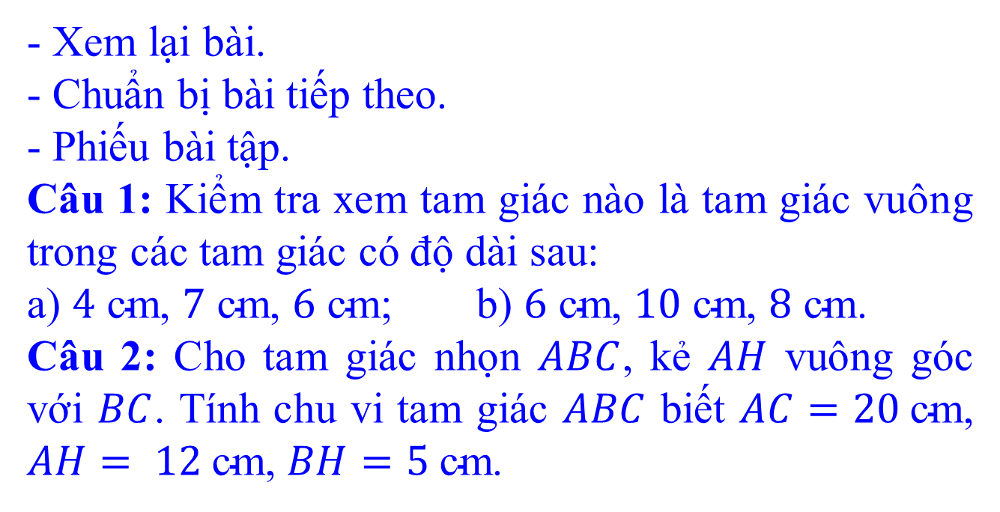 - Xem lại bài.
- Chuẩn bị bài tiếp theo.
- Phiếu bài tập.
Câu 1: Kiểm tra xem tam giác nào là tam giác vuông
trong các tam giác có độ dài sau:
a) 4 cm, 7 cm, 6 cm; b) 6 cm, 10 cm, 8 cm.
Câu 2: Cho tam giác nhọn ABC, kẻ AH vuông góc
với BC. Tính chu vi tam giác ABC biết AC = 20 cm,
AH = 12 cm, BH = 5 cm.